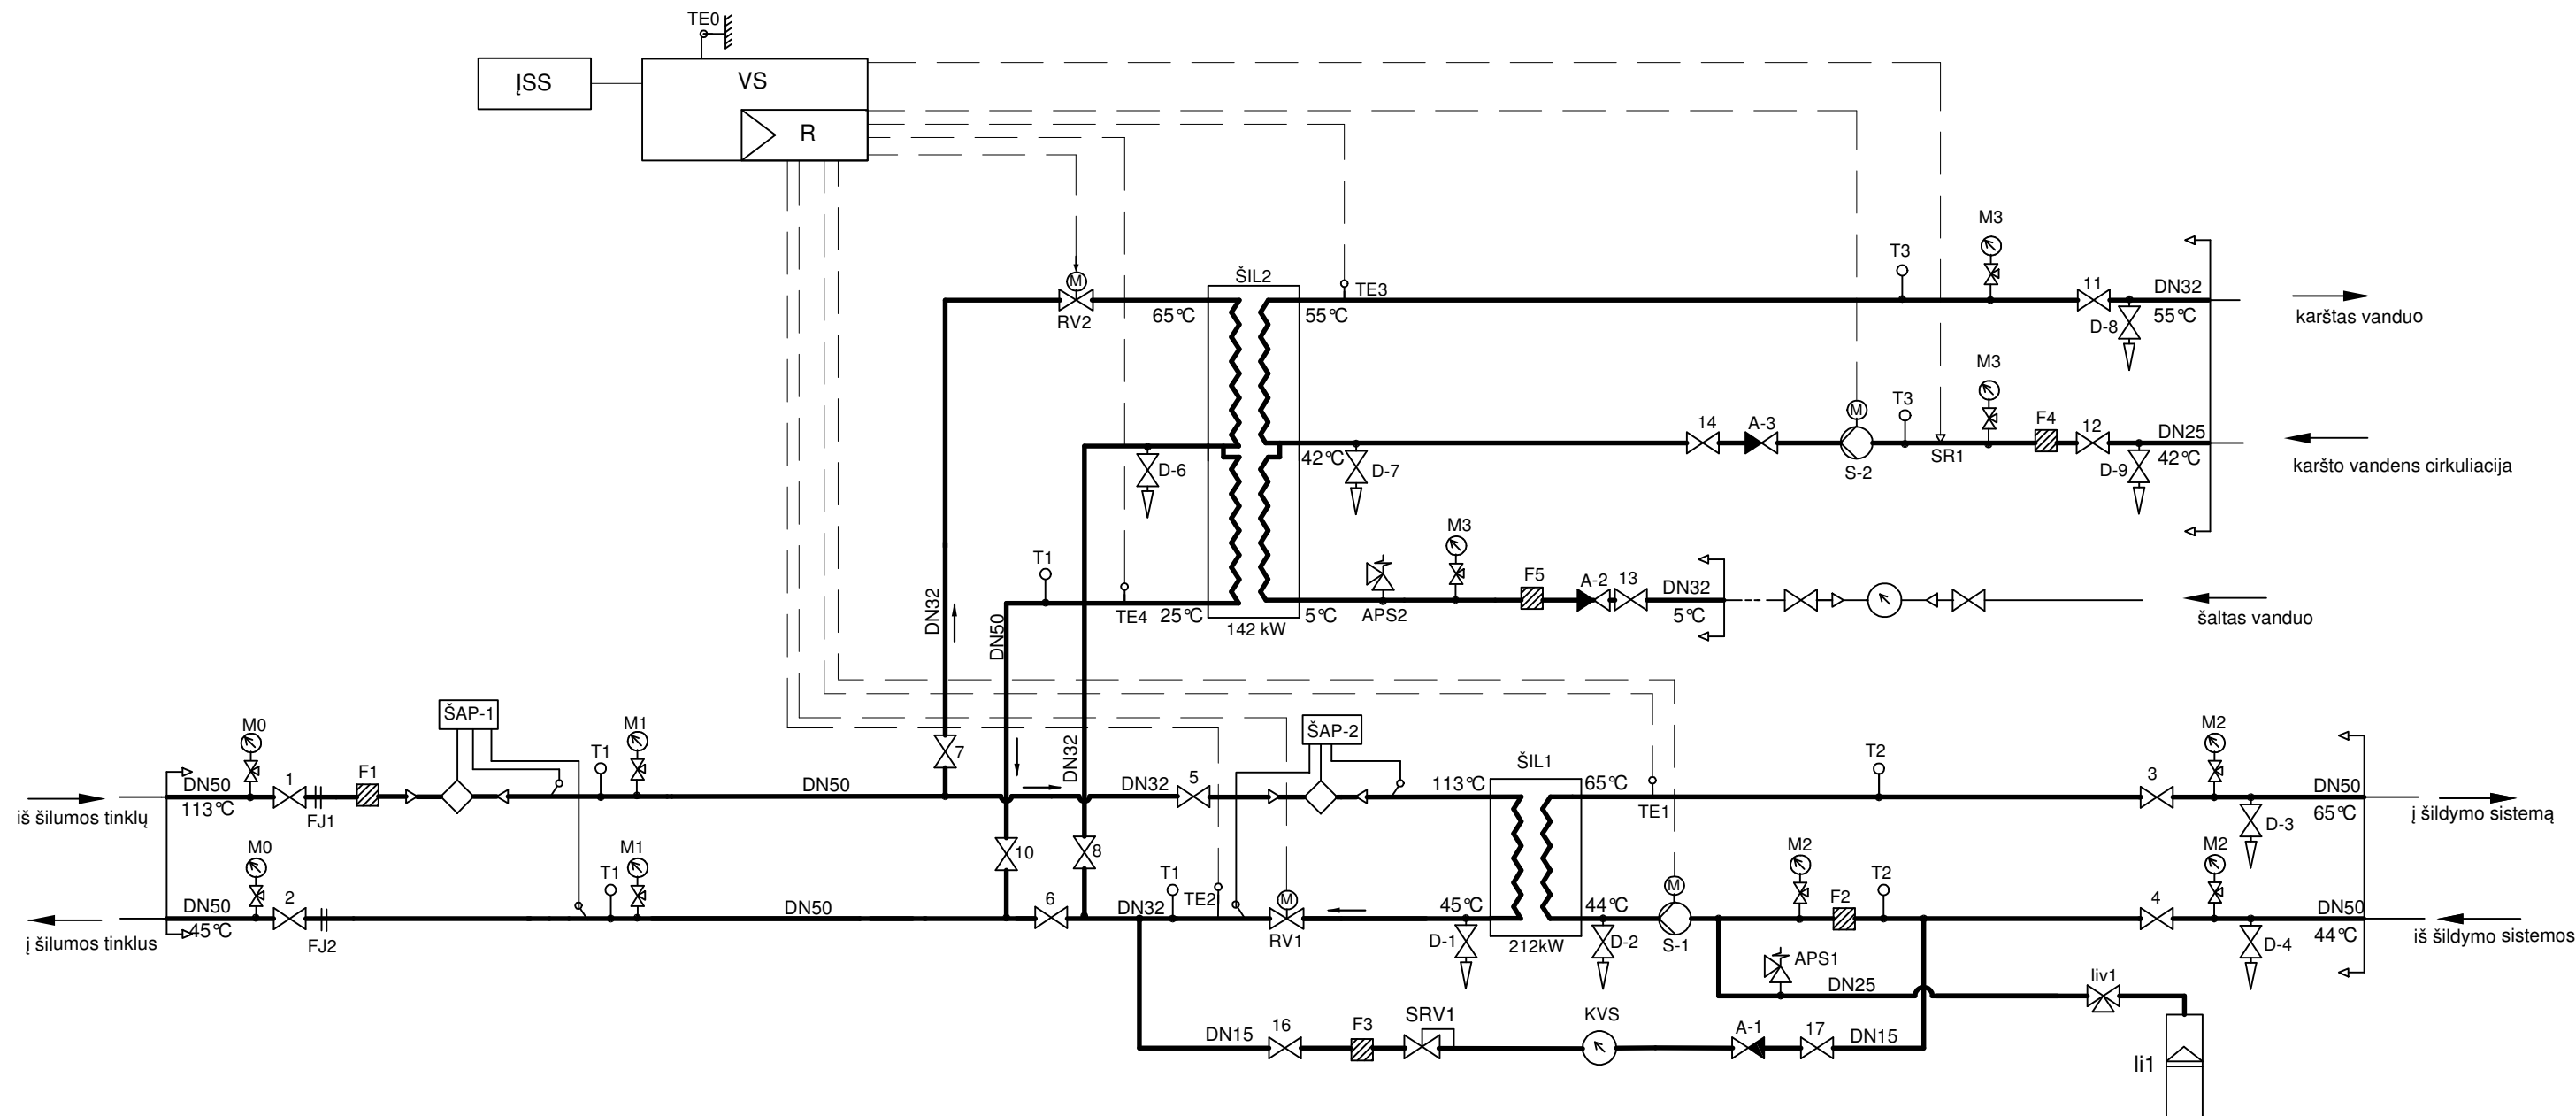 TE0
ĮSS
VS
R
M3
T3
ŠIL2
TE3
11
DN32
65°C
55°C
RV2
M
D-8
55°C
karštas vanduo
M3
T3
M
14
A-3
F4
12
DN25
D-6
42°C
D-7
S-2
SR1
D-9
42°C
karšto vandens cirkuliacija
M3
T1
F5
A-2
13
DN32
DN32
DN50
TE4
25°C
5°C
APS2
5°C
142 kW
šaltas vanduo
ŠAP-1
M0
M1
T1
ŠAP-2
M2
T2
ŠIL1
DN32
7
1
F1
DN50
DN50
DN32
5
113°C
65°C
3
DN50
113°C
FJ1
TE1
D-3
65°C
iš šilumos tinklų
į šildymo sistemą
M0
M1
10
8
M2
M2
T1
T1
T2
TE2
M
M
2
F2
4
DN50
DN50
6
DN32
45°C
44°C
DN50
45°C
FJ2
RV1
D-1
D-2
S-1
D-4
44°C
į šilumos tinklus
212kW
iš šildymo sistemos
APS1
DN25
Iiv1
DN15
16
F3
SRV1
KVS
A-1
17
DN15
Ii1